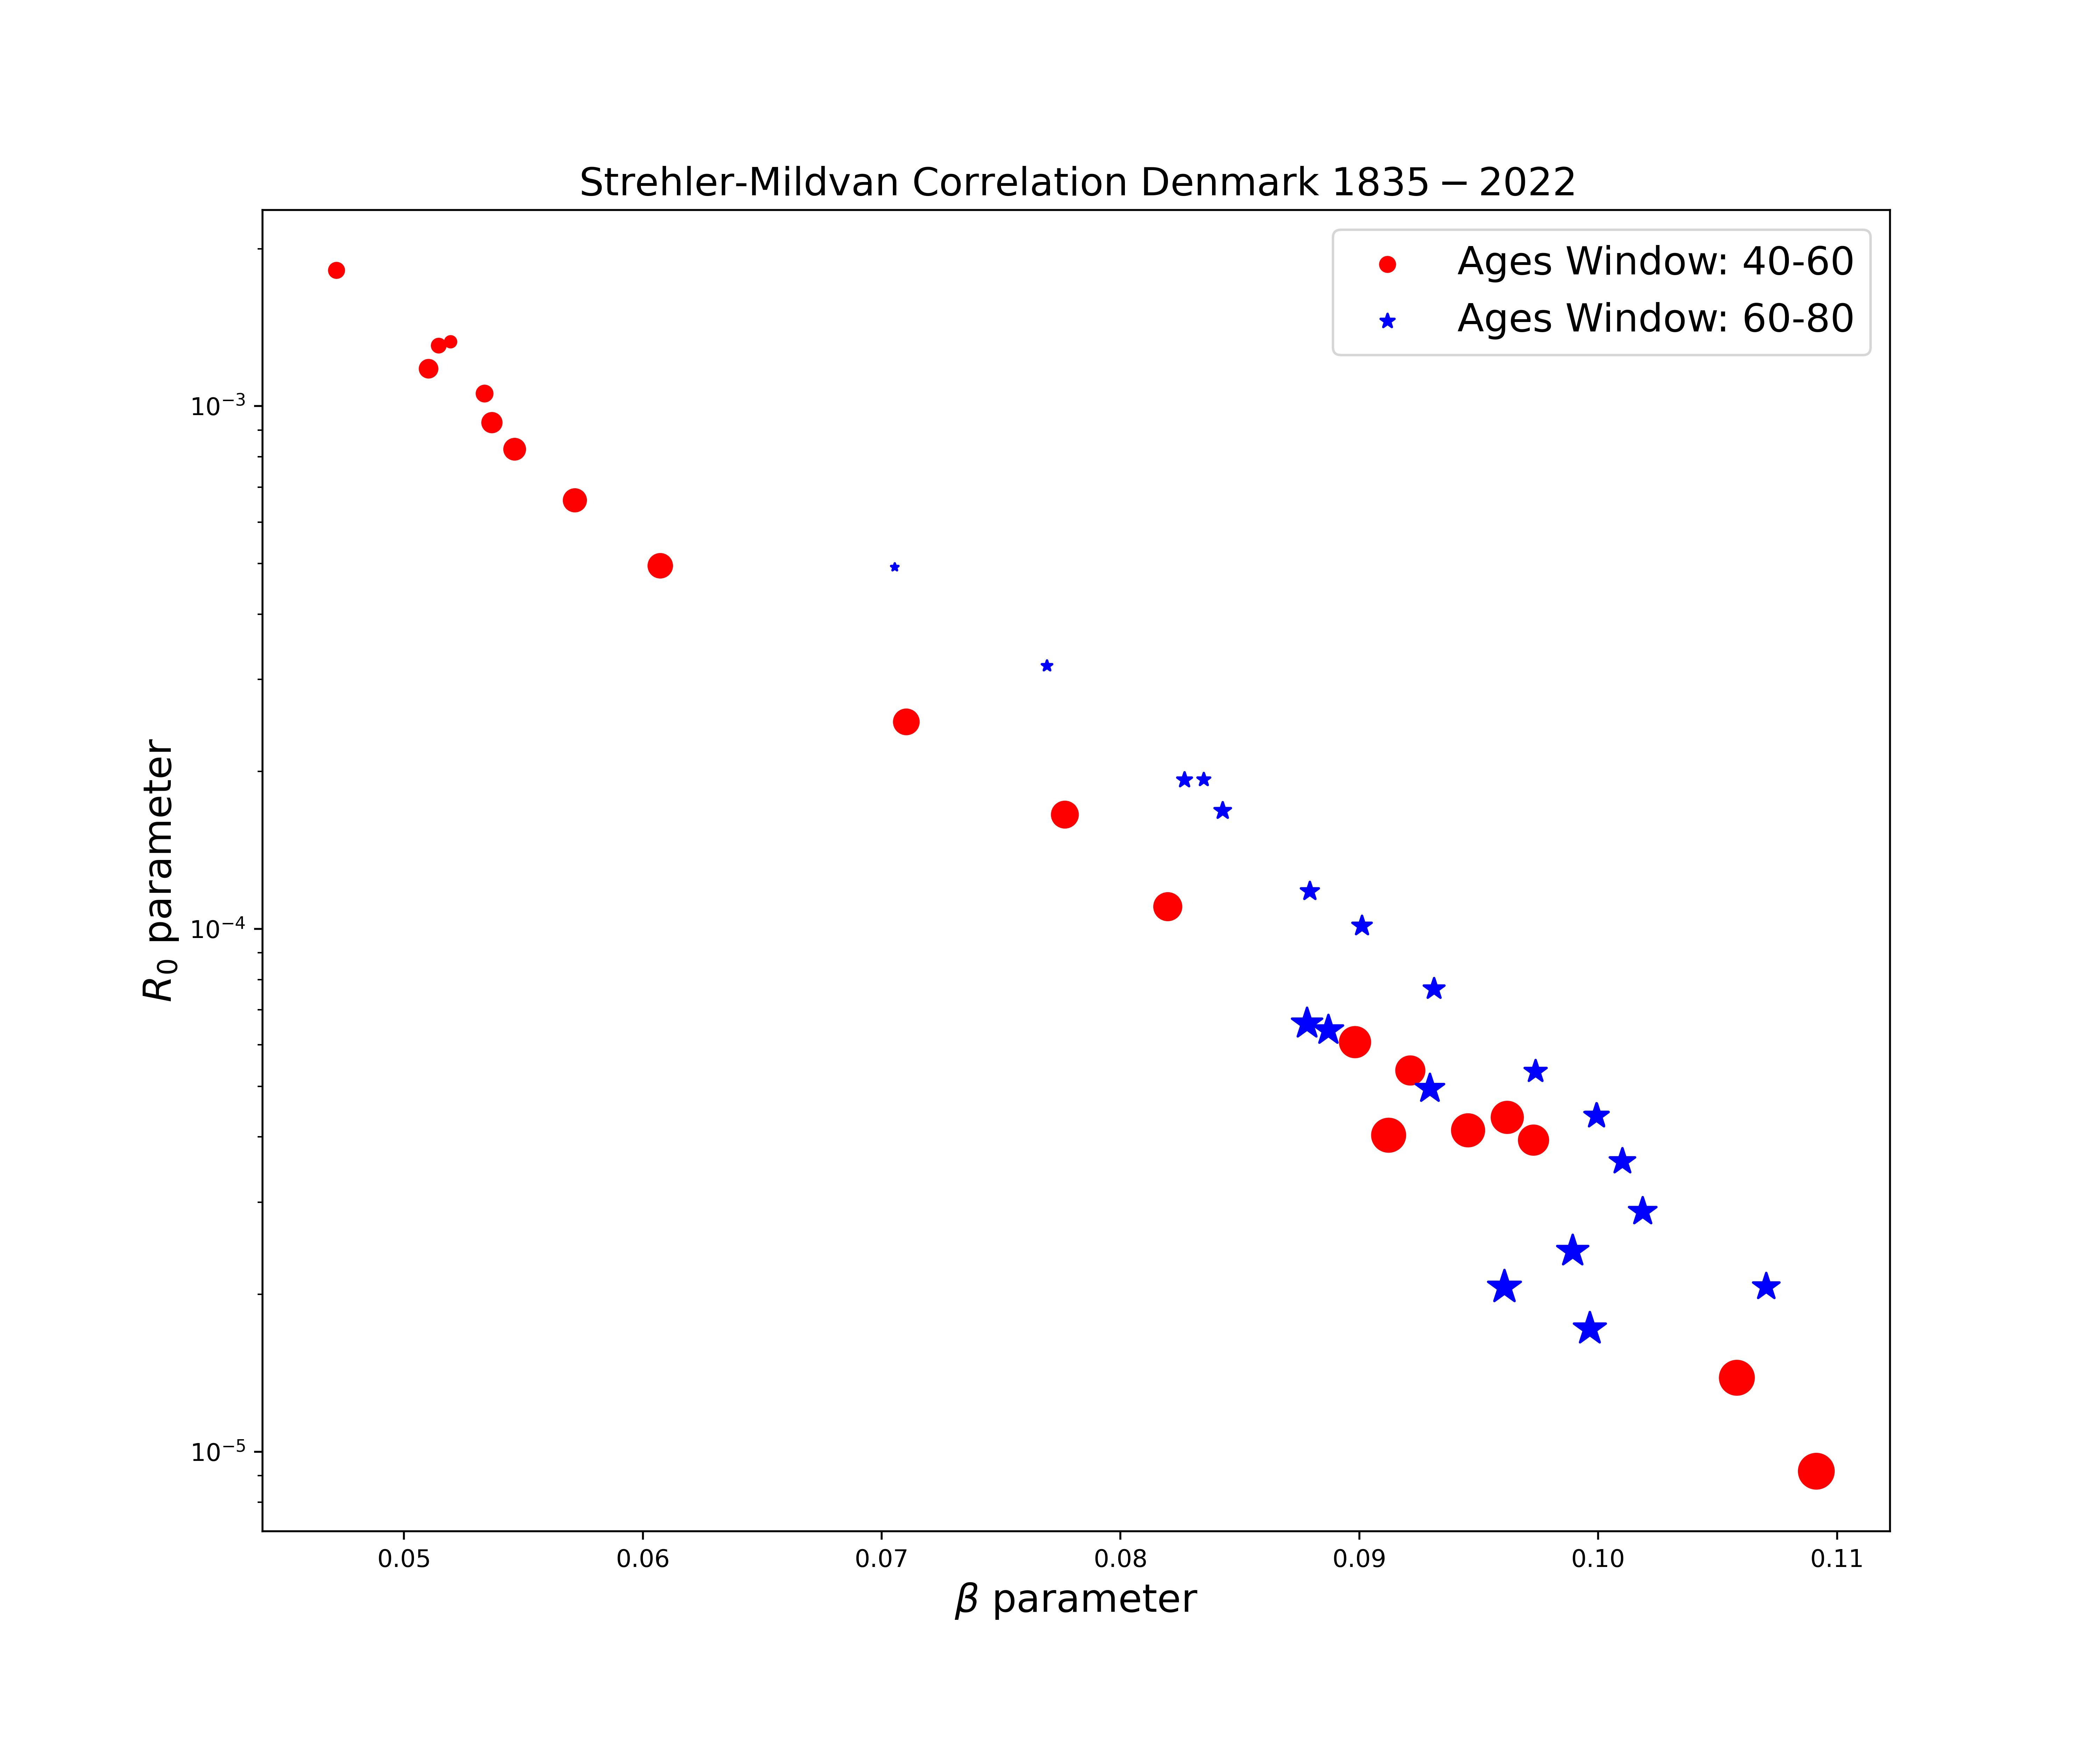 Strehler-Mildvan Correlation Denmark 1835 − 2022
Ages Window: 40-60
Ages Window: 60-80
10⁻³
10⁻⁴
10⁻⁵
R₀ parameter
0.05 0.06 0.07 0.08 0.09 0.10 0.11
β parameter